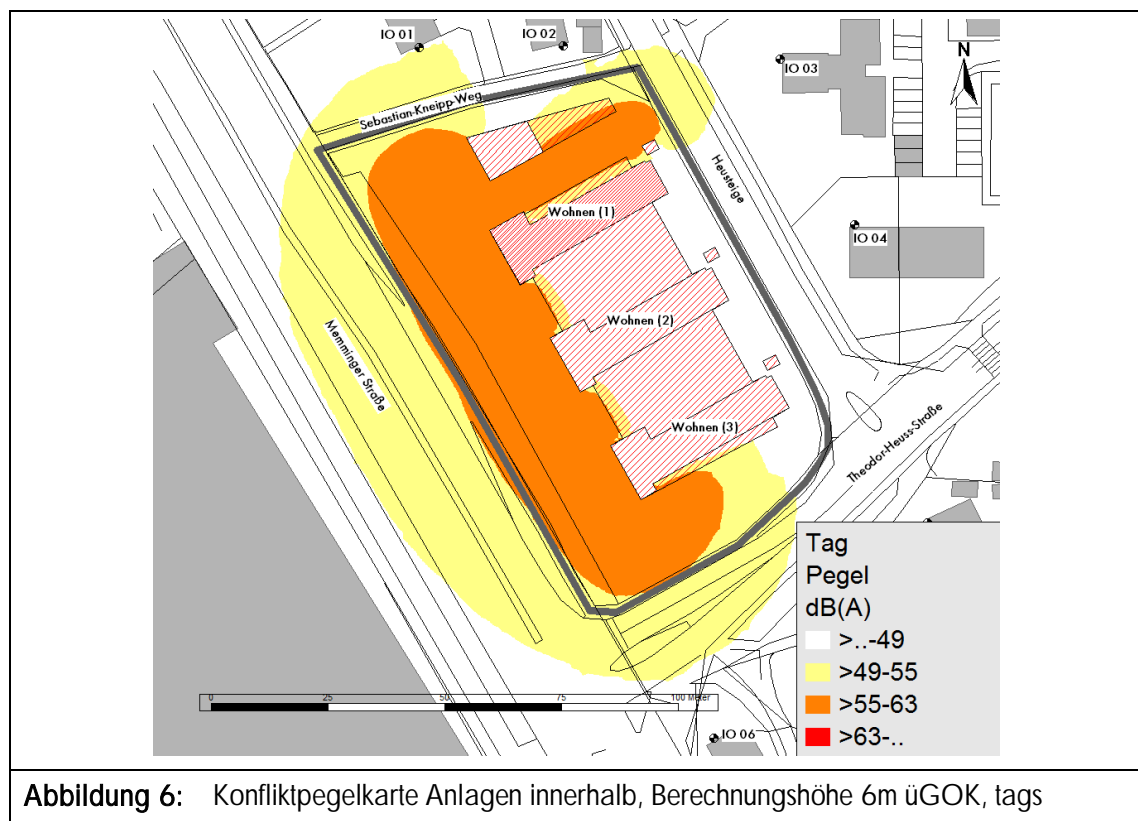 IO 01
IO 02
IO 03
N
Sebastian-Kneipp-Weg
Heusteige
Wohnen (1)
IO 04
Wohnen (2)
Memminger Straße
Wohnen (3)
Theodor-Heuss-Straße
Tag
Pegel
dB(A)
>..-49
>49-55
>55-63
>63-..
0 25 50 75 100 Meter
IO 06
Abbildung 6: Konfliktpegelkarte Anlagen innerhalb, Berechnungshöhe 6m üGOK, tags